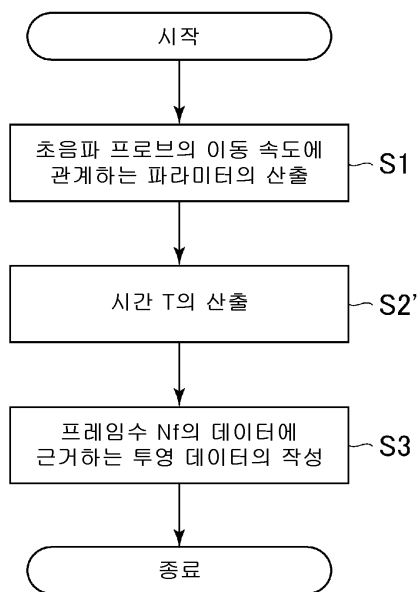 시작
초음파 프로브의 이동 속도에
관계하는 파라미터의 산출
S1
시간 T의 산출
S2'
프레임수 Nf의 데이터에
근거하는 투영 데이터의 작성
S3
종료